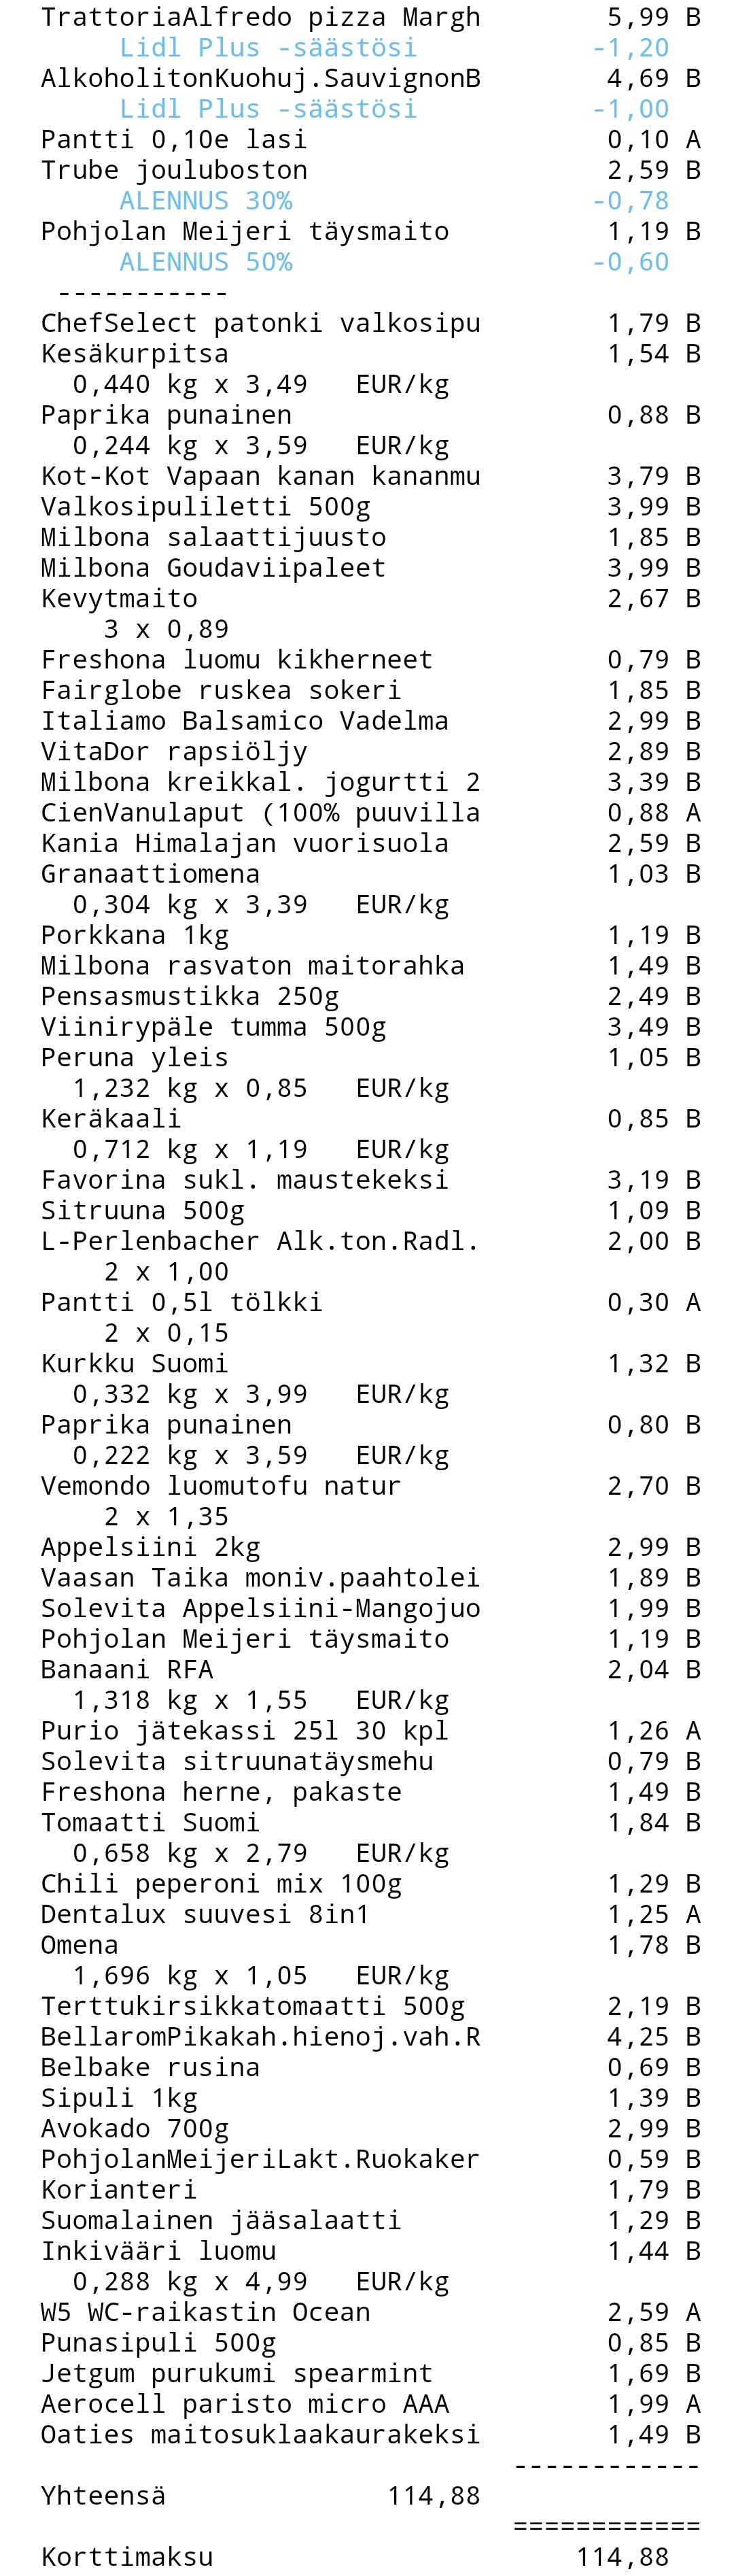 TrattoriaAlfredo pizza Margh 5,99 B
Lidl Plus -säästösi -1,20
AlkoholitonKuohuj.SauvignonB 4,69 B
Lidl Plus -säästösi -1,00
Pantti 0,10e lasi 0,10 A
Trube jouluboston 2,59 B
ALENNUS 30% -0,78
Pohjolan Meijeri täysmaito 1,19 B
ALENNUS 50% -0,60
-----------
ChefSelect patonki valkosipu 1,79 B
Kesäkurpitsa 1,54 B
0,440 kg x 3,49 EUR/kg
Paprika punainen 0,88 B
0,244 kg x 3,59 EUR/kg
Kot-Kot Vapaan kanan kananmu 3,79 B
Valkosipuliletti 500g 3,99 B
Milbona salaattijuusto 1,85 B
Milbona Goudaviipaleet 3,99 B
Kevytmaito 2,67 B
3 x 0,89
Freshona luomu kikherneet 0,79 B
Fairglobe ruskea sokeri 1,85 B
Italiamo Balsamico Vadelma 2,99 B
VitaDor rapsiöljy 2,89 B
Milbona kreikkal. jogurtti 2 3,39 B
CienVanulaput (100% puuvilla 0,88 A
Kania Himalajan vuorisuola 2,59 B
Granaattiomena 1,03 B
0,304 kg x 3,39 EUR/kg
Porkkana 1kg 1,19 B
Milbona rasvaton maitorahka 1,49 B
Pensasmustikka 250g 2,49 B
Viinirypäle tumma 500g 3,49 B
Peruna yleis 1,05 B
1,232 kg x 0,85 EUR/kg
Keräkaali 0,85 B
0,712 kg x 1,19 EUR/kg
Favorina sukl. maustekeksi 3,19 B
Sitruuna 500g 1,09 B
L-Perlenbacher Alk.ton.Radl. 2,00 B
2 x 1,00
Pantti 0,5l tölkki 0,30 A
2 x 0,15
Kurkku Suomi 1,32 B
0,332 kg x 3,99 EUR/kg
Paprika punainen 0,80 B
0,222 kg x 3,59 EUR/kg
Vemondo luomutofu natur 2,70 B
2 x 1,35
Appelsiini 2kg 2,99 B
Vaasan Taika moniv.paahtolei 1,89 B
Solevita Appelsiini-Mangojuo 1,99 B
Pohjolan Meijeri täysmaito 1,19 B
Banaani RFA 2,04 B
1,318 kg x 1,55 EUR/kg
Purio jätekassi 25l 30 kpl 1,26 A
Solevita sitruunatäysmehu 0,79 B
Freshona herne, pakaste 1,49 B
Tomaatti Suomi 1,84 B
0,658 kg x 2,79 EUR/kg
Chili peperoni mix 100g 1,29 B
Dentalux suuvesi 8in1 1,25 A
Omena 1,78 B
1,696 kg x 1,05 EUR/kg
Terttukirsikkatomaatti 500g 2,19 B
BellaromPikakah.hienoj.vah.R 4,25 B
Belbake rusina 0,69 B
Sipuli 1kg 1,39 B
Avokado 700g 2,99 B
PohjolanMeijeriLakt.Ruokaker 0,59 B
Korianteri 1,79 B
Suomalainen jääsalaatti 1,29 B
Inkivääri luomu 1,44 B
0,288 kg x 4,99 EUR/kg
W5 WC-raikastin Ocean 2,59 A
Punasipuli 500g 0,85 B
Jetgum purukumi spearmint 1,69 B
Aerocell paristo micro AAA 1,99 A
Oaties maitosuklaakaurakeksi 1,49 B
------------
Yhteensä 114,88
============
Korttimaksu 114,88